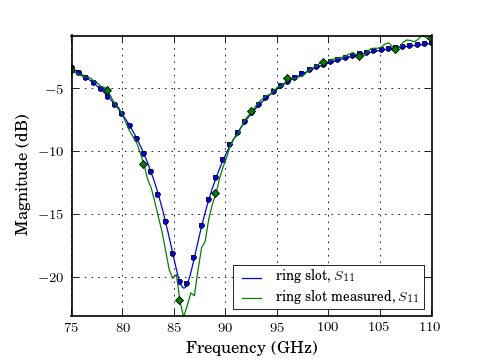 −5
−10
−15
−20
Magnitude (dB)
75 80 85 90 95 100 105 110
Frequency (GHz)
ring slot, S11
ring slot measured, S11